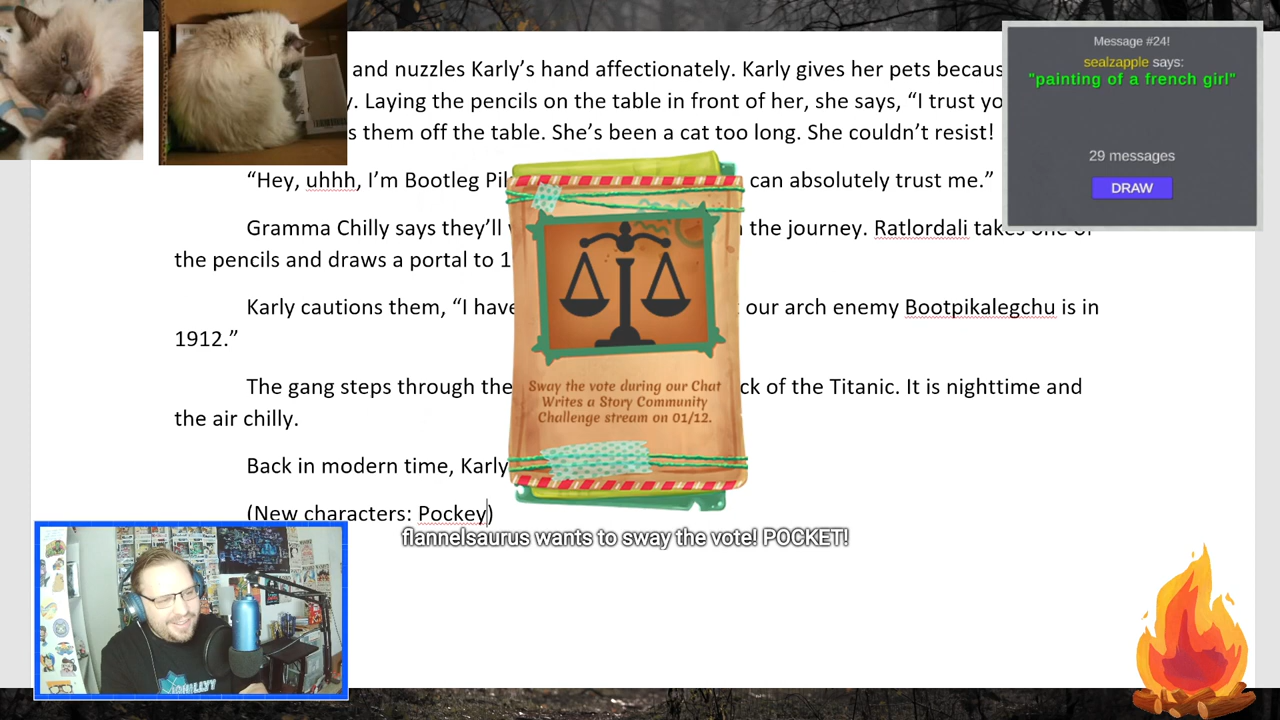 and nuzzles Karly’s hand affectionately. Karly gives her pets becaus
y. Laying the pencils on the table in front of her, she says, “I trust yo
s them off the table. She’s been a cat too long. She couldn’t resist!
“Hey, uhhh, I’m Bootleg Pi can absolutely trust me.”
Gramma Chilly says they’ll the journey. Ratlordali takes one of
the pencils and draws a portal to 1
Karly cautions them, “I have our arch enemy Bootpikalegchu is in
1912.”
The gang steps through the ck of the Titanic. It is nighttime and
the air chilly.
Back in modern time, Karly
(New characters: Pockey)
Message #24!
sealzapple says:
"painting of a french girl"
29 messages
DRAW
Sway the vote during our Chat
Writes a Story Community
Challenge stream on 01/12.
flannelsaurus wants to sway the vote! POCKET!